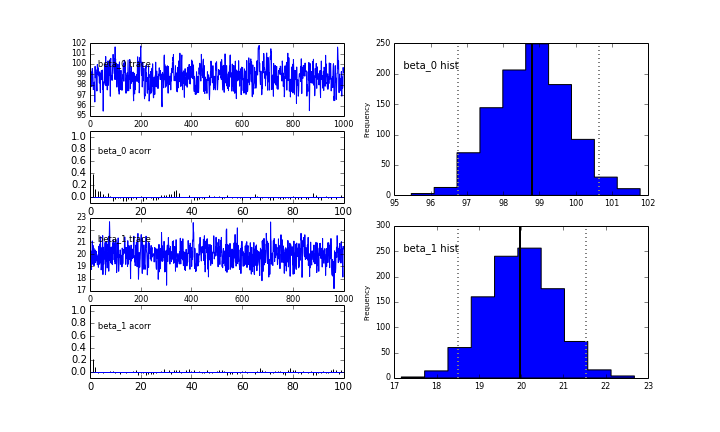 102
101
100
99
98
97
96
95
beta_0 trace
0 200 400 600 800 1000
1.0
0.8
0.6
0.4
0.2
0.0
beta_0 acorr
0 20 40 60 80 100
23
22
21
20
19
18
17
beta_1 trace
0 200 400 600 800 1000
1.0
0.8
0.6
0.4
0.2
0.0
beta_1 acorr
0 20 40 60 80 100
250
200
150
100
50
0
Frequency
beta_0 hist
95 96 97 98 99 100 101 102
300
250
200
150
100
50
0
Frequency
beta_1 hist
17 18 19 20 21 22 23